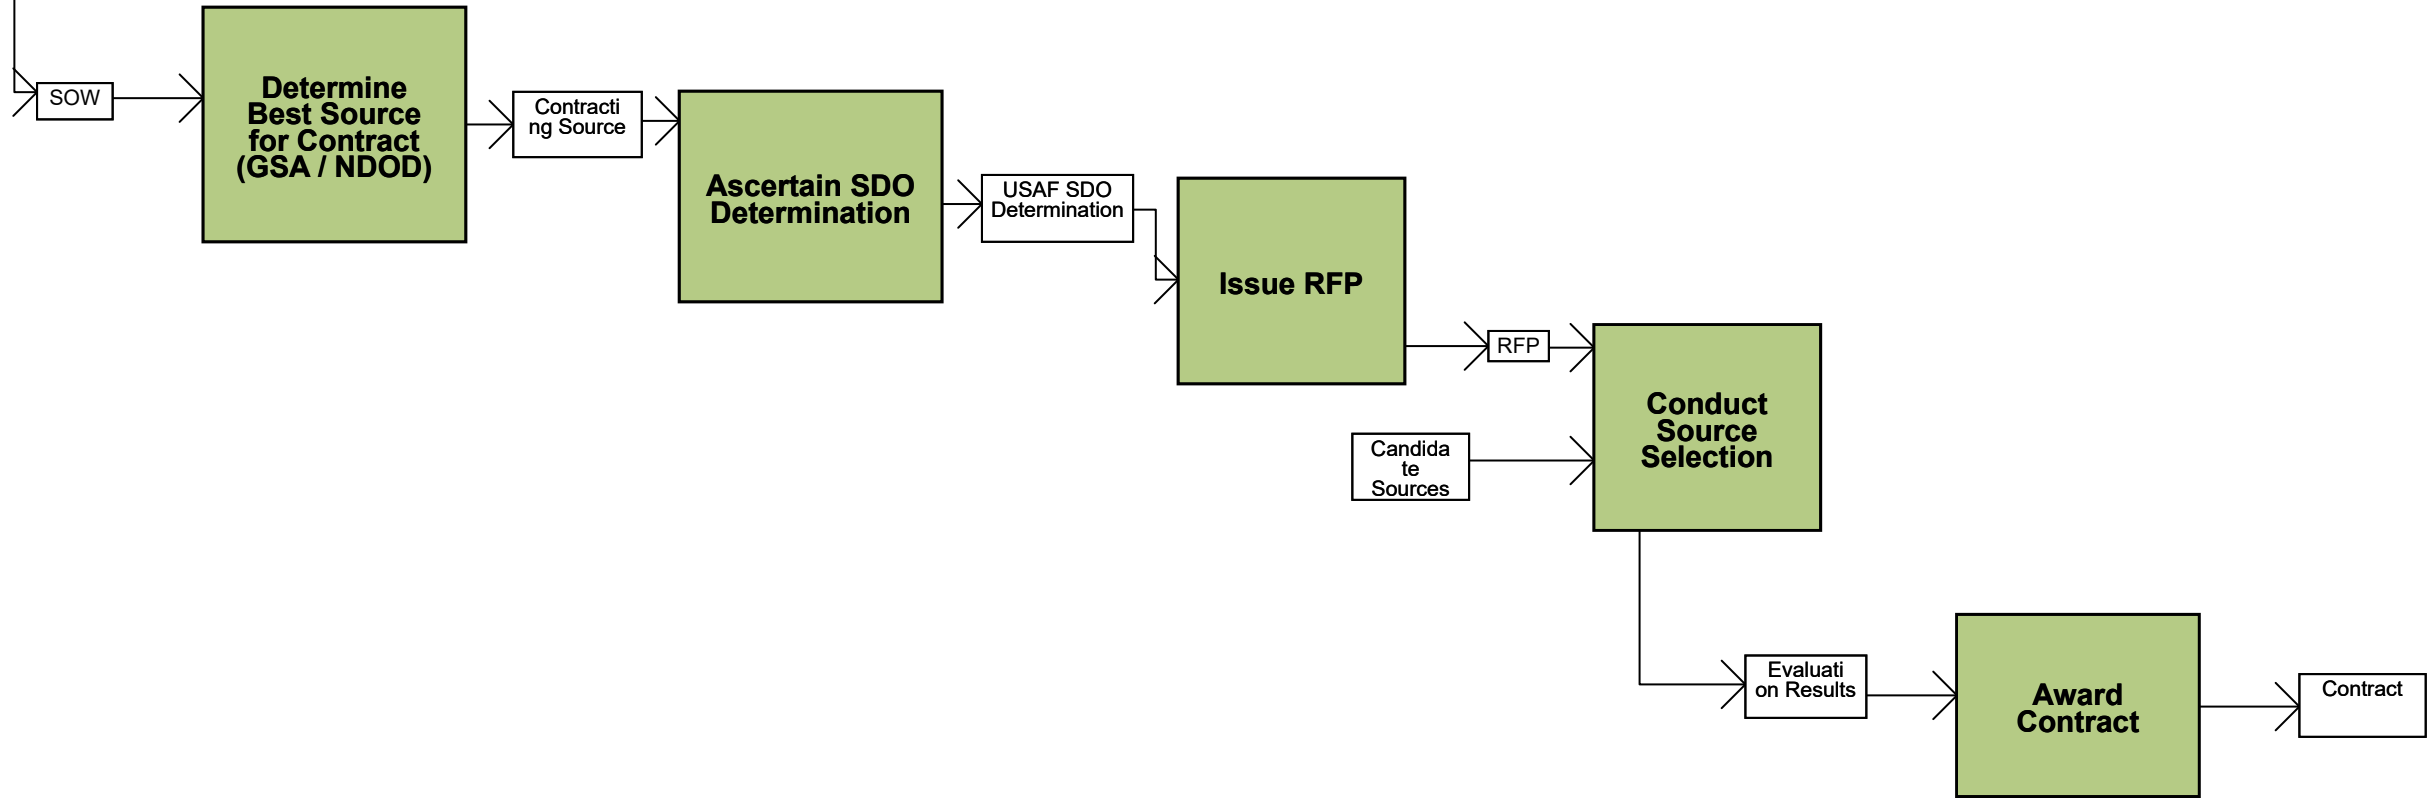 SOW
Determine
Best Source
for Contract
(GSA / NDOD)
Contracti
ng Source
Ascertain SDO
Determination
USAF SDO
Determination
Issue RFP
RFP
Candida
te
Sources
Conduct
Source
Selection
Evaluati
on Results
Award
Contract
Contract